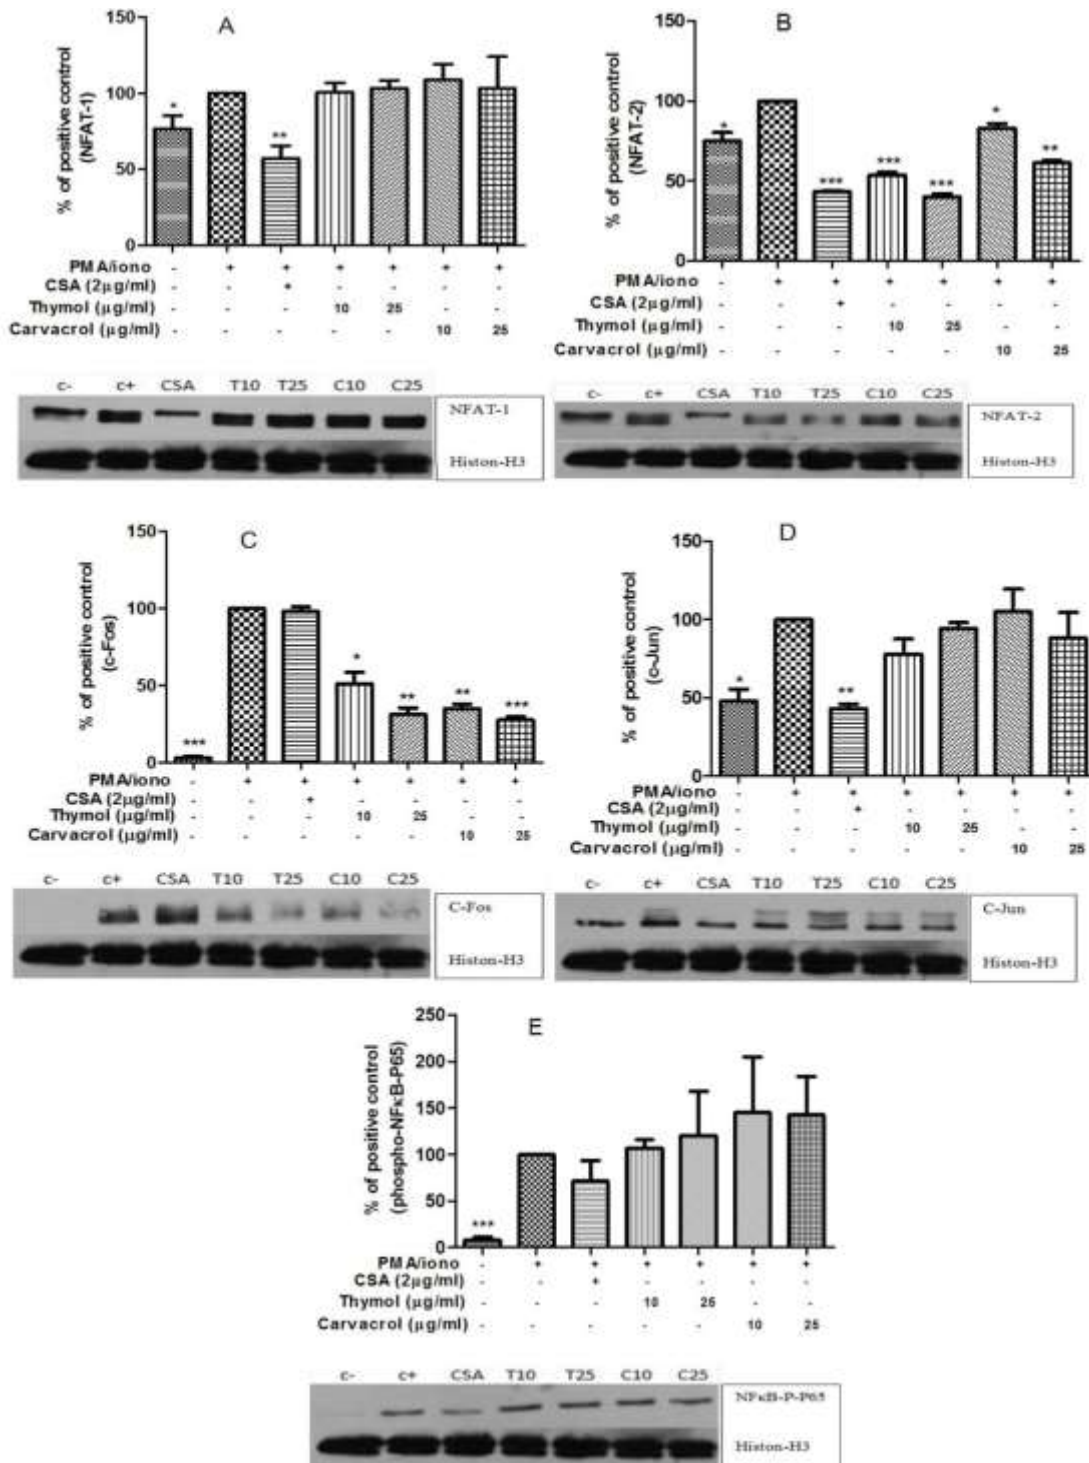 A
% of positive control
(NFAT-1)
150
100
50
0
* ** 
PMA/iono - + + + + + +
CSA (2µg/ml) - - + - - - -
Thymol (µg/ml) - - - 10 25 - -
Carvacrol (µg/ml) - - - - - 10 25
c- c+ CSA T10 T25 C10 C25
NFAT-1
Histon-H3
B
% of positive control
(NFAT-2)
150
100
50
0
* *** *** *** * **
PMA/iono - + + + + + +
CSA (2µg/ml) - - + - - - -
Thymol (µg/ml) - - - 10 25 - -
Carvacrol (µg/ml) - - - - - 10 25
c- c+ CSA T10 T25 C10 C25
NFAT-2
Histon-H3
C
% of positive control
(c-Fos)
150
100
50
0
*** * ** ** ***
PMA/iono - + + + + + +
CSA (2µg/ml) - - + - - - -
Thymol (µg/ml) - - - 10 25 - -
Carvacrol (µg/ml) - - - - - 10 25
c- c+ CSA T10 T25 C10 C25
C-Fos
Histon-H3
D
% of positive control
(c-Jun)
150
100
50
0
* **
PMA/iono - + + + + + +
CSA (2µg/ml) - - + - - - -
Thymol (µg/ml) - - - 10 25 - -
Carvacrol (µg/ml) - - - - - 10 25
c- c+ CSA T10 T25 C10 C25
C-Jun
Histon-H3
E
% of positive control
(phospho-NFκB-P65)
250
200
150
100
50
0
***
PMA/iono - + + + + + +
CSA (2µg/ml) - - + - - - -
Thymol (µg/ml) - - - 10 25 - -
Carvacrol (µg/ml) - - - - - 10 25
c- c+ CSA T10 T25 C10 C25
NFκB-P-P65
Histon-H3